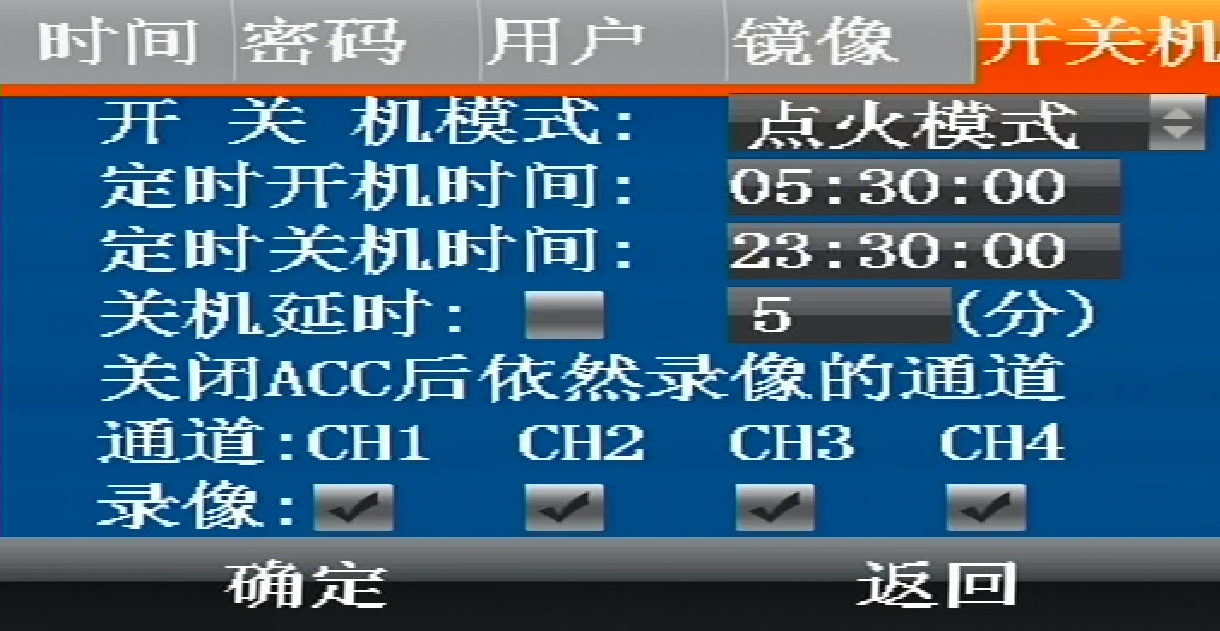 时间 密码 用户 镜像 开关机
开 关 机模式: 点火模式
定时开机时间: 05:30:00
定时关机时间: 23:30:00
关机延时: 5 (分)
关闭ACC后依然录像的通道
通道:CH1 CH2 CH3 CH4
录像:
确定 返回